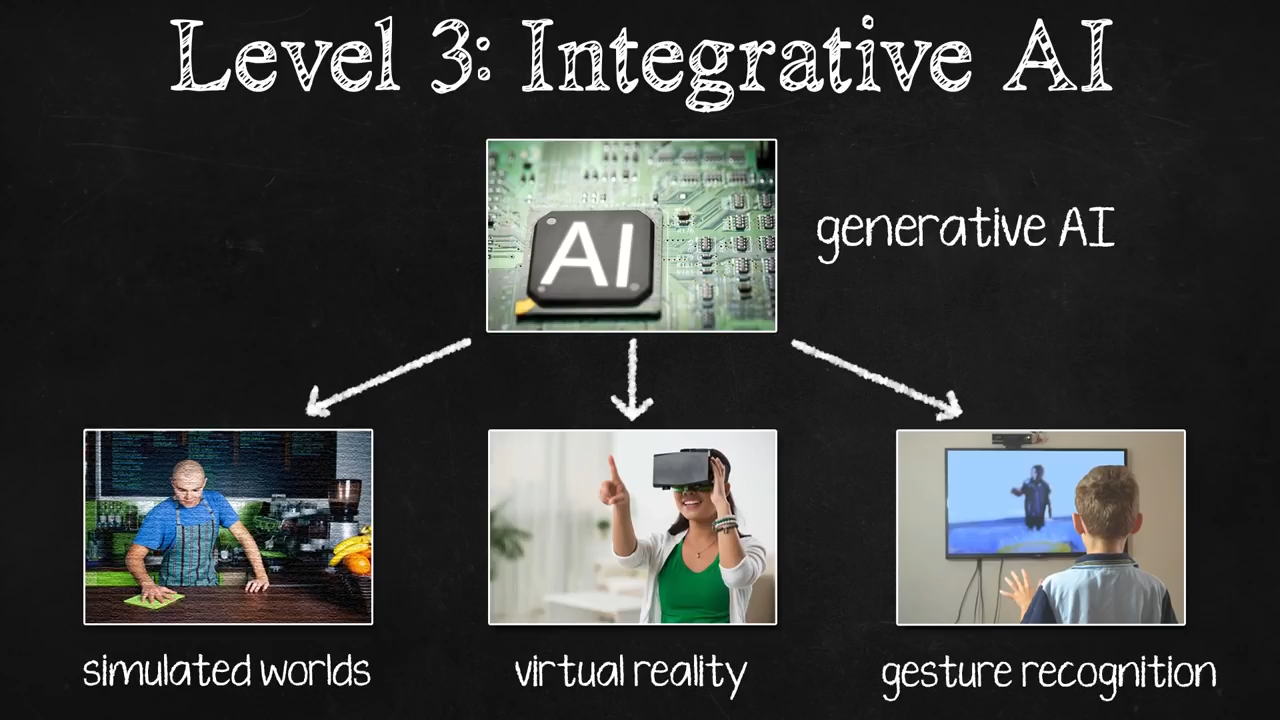 Level 3: Integrative AI
AI
generative AI
simulated worlds
virtual reality
gesture recognition